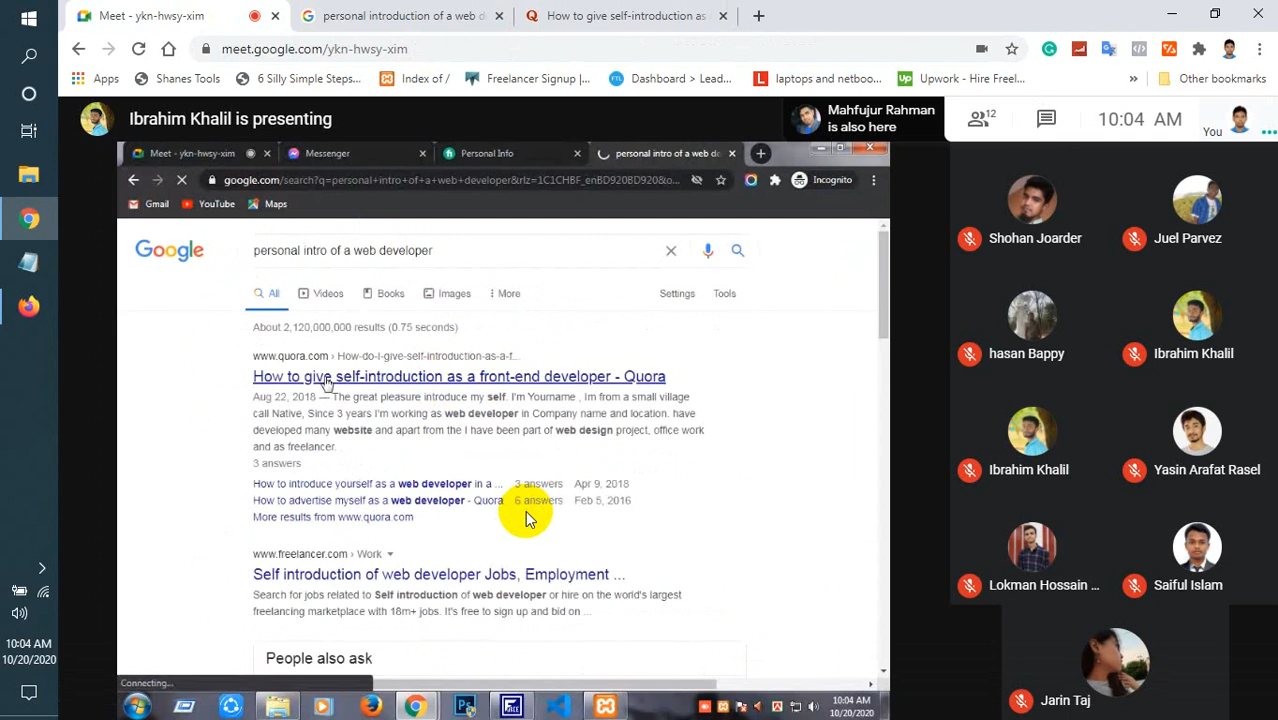 Meet - ykn-hwsy-xim
personal introduction of a web d
How to give self-introduction as
meet.google.com/ykn-hwsy-xim
Apps
Shanes Tools
6 Silly Simple Steps...
Index of /
Freelancer Signup |...
Dashboard > Lead...
laptops and netboo...
Upwork - Hire Freel...
»
Other bookmarks
Ibrahim Khalil is presenting
Mahfujur Rahman
is also here
12
10:04 AM
You
Meet - ykn-hwsy-xim
Messenger
Personal Info
personal intro of a web de
google.com/search?q=personal+intro+of+a+web+developer&rlz=1C1CHBF_enBD920BD920&o...
Incognito
Gmail
YouTube
Maps
Google
personal intro of a web developer
All
Videos
Books
Images
More
Settings
Tools
About 2,120,000,000 results (0.75 seconds)
www.quora.com › How-do-I-give-self-introduction-as-a-f...
How to give self-introduction as a front-end developer - Quora
Aug 22, 2018 — The great pleasure introduce my self. I'm Yourname , Im from a small village
call Native, Since 3 years I'm working as web developer in Company name and location. have
developed many website and apart from the I have been part of web design project, office work
and as freelancer.
3 answers
How to introduce yourself as a web developer in a ... 3 answers Apr 9, 2018
How to advertise myself as a web developer - Quora 6 answers Feb 5, 2016
More results from www.quora.com
www.freelancer.com › Work
Self introduction of web developer Jobs, Employment ...
Search for jobs related to Self introduction of web developer or hire on the world's largest
freelancing marketplace with 18m+ jobs. It's free to sign up and bid on ...
People also ask
Connecting...
10:04 AM
10/20/2020
Shohan Joarder
Juel Parvez
hasan Bappy
Ibrahim Khalil
Ibrahim Khalil
Yasin Arafat Rasel
Lokman Hossain ...
Saiful Islam
Jarin Taj
10:04 AM
10/20/2020